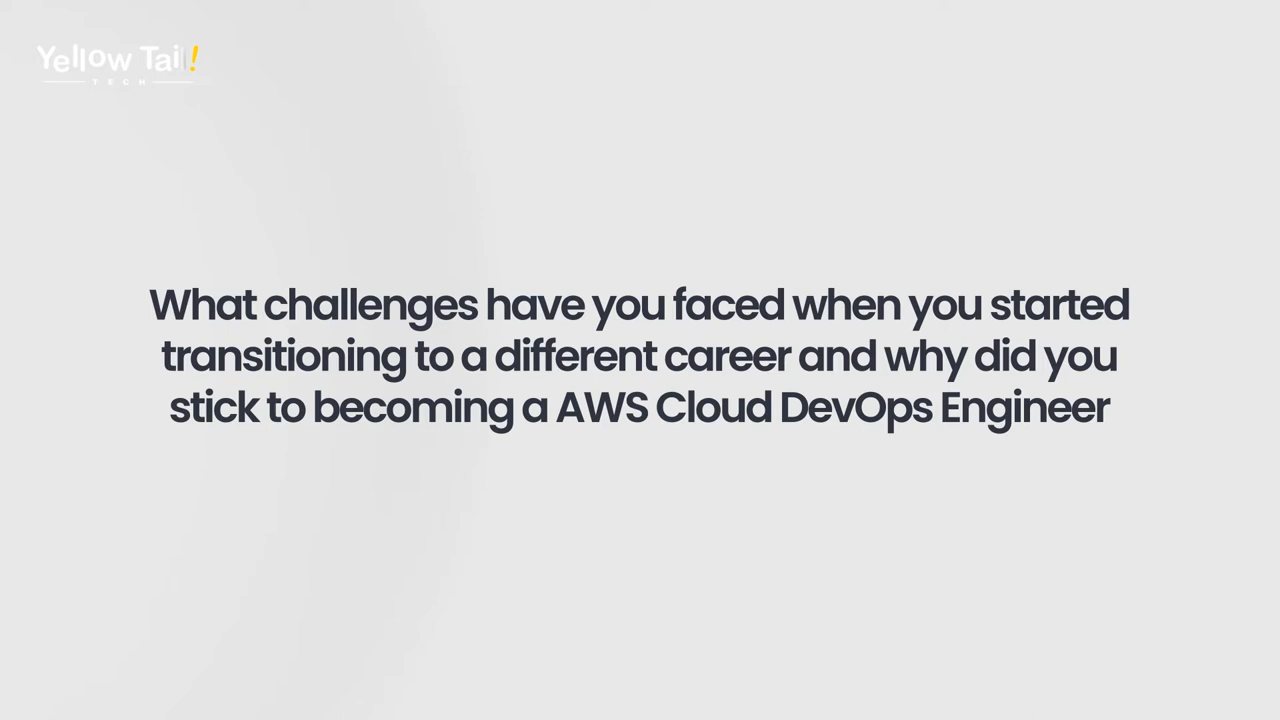 Yellow Tail!
TECH
What challenges have you faced when you started
transitioning to a different career and why did you
stick to becoming a AWS Cloud DevOps Engineer